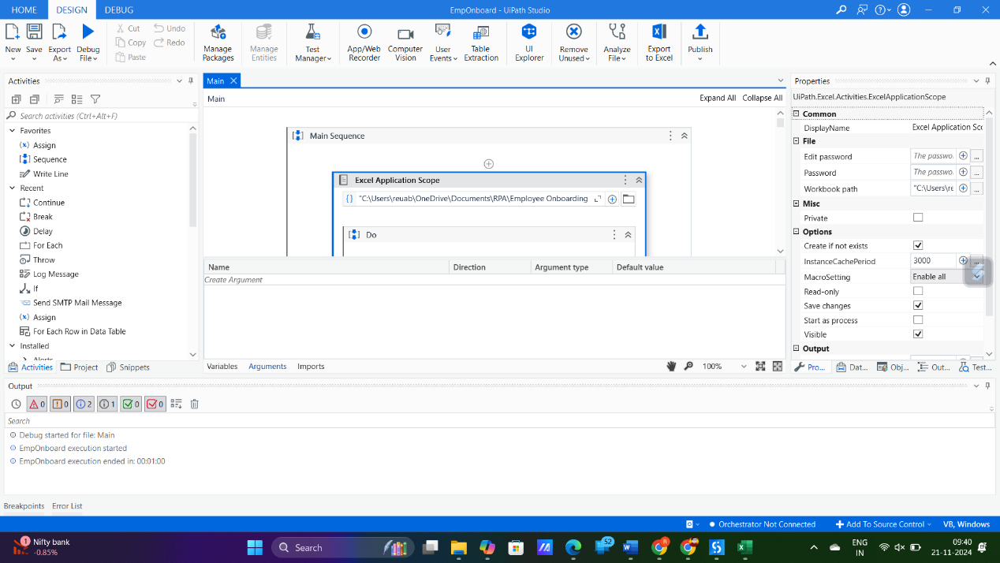 HOME DESIGN DEBUG EmpOnboard - UiPath Studio
New Save Export As Debug File
Cut Copy Paste Undo Redo
Manage Packages
Manage Entities
Test Manager
App/Web Recorder
Computer Vision
User Events
Table Extraction
UI Explorer
Remove Unused
Analyze File
Export to Excel
Publish
Activities
Search activities (Ctrl+Alt+F)
Favorites
Assign
Sequence
Write Line
Recent
Continue
Break
Delay
For Each
Throw
Log Message
If
Send SMTP Mail Message
Assign
For Each Row in Data Table
Installed
Alerts
Activities Project Snippets
Main
Main Expand All Collapse All
Main Sequence
Excel Application Scope
"C:\Users\reuab\OneDrive\Documents\RPA\Employee Onboarding
Do
Name Direction Argument type Default value
Create Argument
Variables Arguments Imports 100%
Properties
UiPath.Excel.Activities.ExcelApplicationScope
Common
DisplayName Excel Application Sco
File
Edit password The passwo.
Password The passwo.
Workbook path "C:\Users\re
Misc
Private
Options
Create if not exists
InstanceCachePeriod 3000
MacroSetting Enable all
Read-only
Save changes
Start as process
Visible
Output
Pro... Dat... Obj... Out... Test...
Output
0 0 2 1 0 0
Search
Debug started for file: Main
EmpOnboard execution started
EmpOnboard execution ended in: 00:01:00
Breakpoints Error List
Orchestrator Not Connected Add To Source Control VB, Windows
1 Nifty bank
-0.85%
Search
52
ENG
IN
09:40
21-11-2024